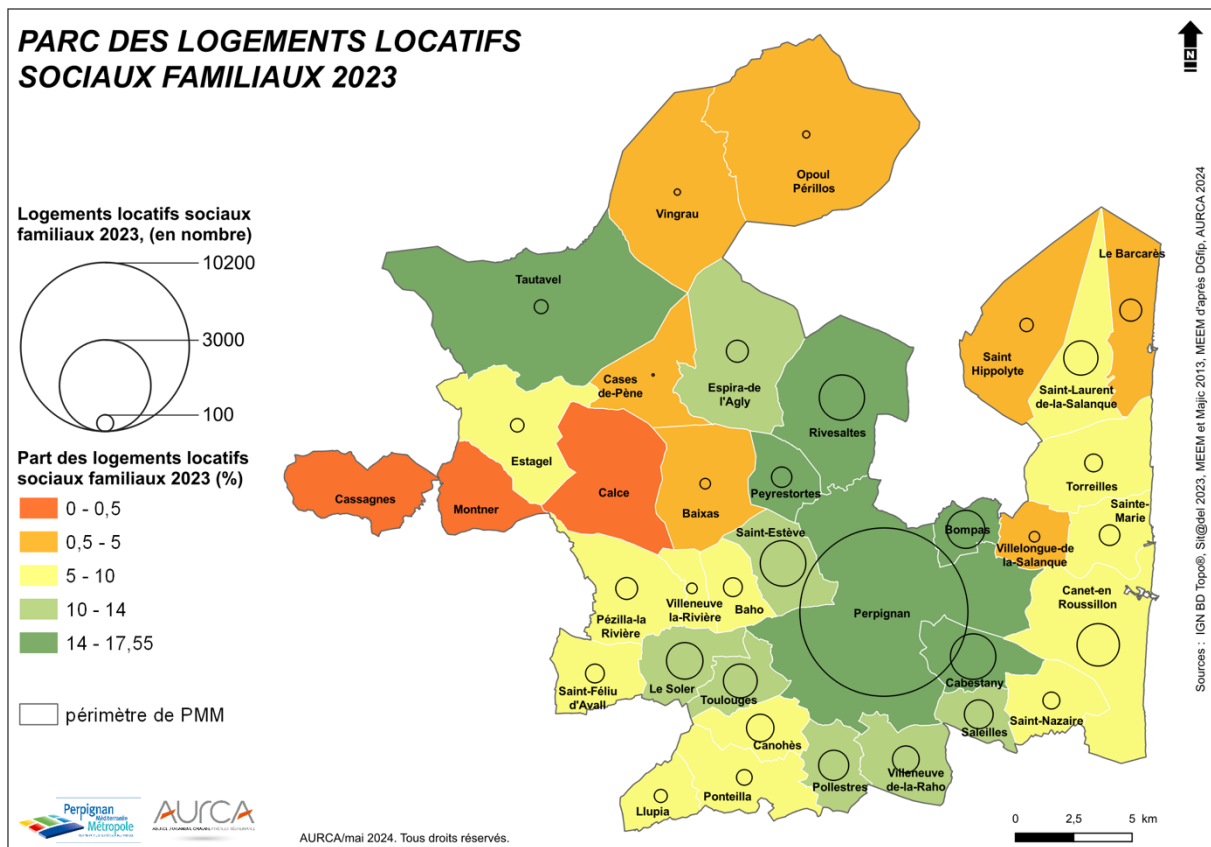 PARC DES LOGEMENTS LOCATIFS
SOCIAUX FAMILIAUX 2023
N
Logements locatifs sociaux
familiaux 2023, (en nombre)
10200
3000
100
Part des logements locatifs
sociaux familiaux 2023 (%)
0 - 0,5
0,5 - 5
5 - 10
10 - 14
14 - 17,55
périmètre de PMM
Opoul
Périllos
Vingrau
Tautavel
Le Barcarès
Saint
Hippolyte
Saint-Laurent
de-la-Salanque
Cases
de-Pène
Espira-de
l'Agly
Rivesaltes
Estagel
Cassagnes
Montner
Calce
Baixas
Peyrestortes
Torreilles
Sainte-
Marie
Saint-Estève
Bompas
Villelongue-de
la-Salanque
Canet-en
Roussillon
Pézilla-la
Rivière
Villeneuve
la-Rivière
Baho
Perpignan
Saint-Féliu
d'Avall
Le Soler
Toulouges
Cabestany
Saleilles
Saint-Nazaire
Canohès
Pollestres
Villeneuve
de-la-Raho
Llupia
Ponteilla
Perpignan
Méditerranée
Métropole
AURCA
AURCA/mai 2024. Tous droits réservés.
0 2,5 5 km
Sources : IGN BD Topo®, Sit@del 2023, MEEM et Majic 2013, MEEM d'après DGfip, AURCA 2024